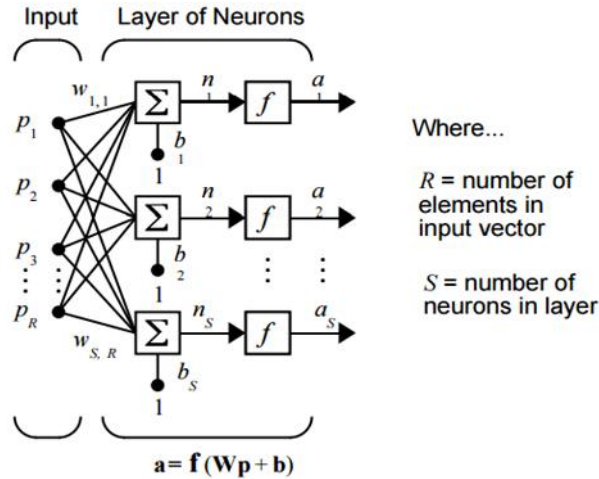 Input Layer of Neurons
w1,1 n1 a1
Σ f
p1
b1
1
Where...
p2
n2 a2
Σ f
R = number of
elements in
input vector
p3
b2
1
⋮ ⋮ ⋮ ⋮
S = number of
neurons in layer
pR
nS aS
Σ f
wS, R
bS
1
a= f (Wp + b)